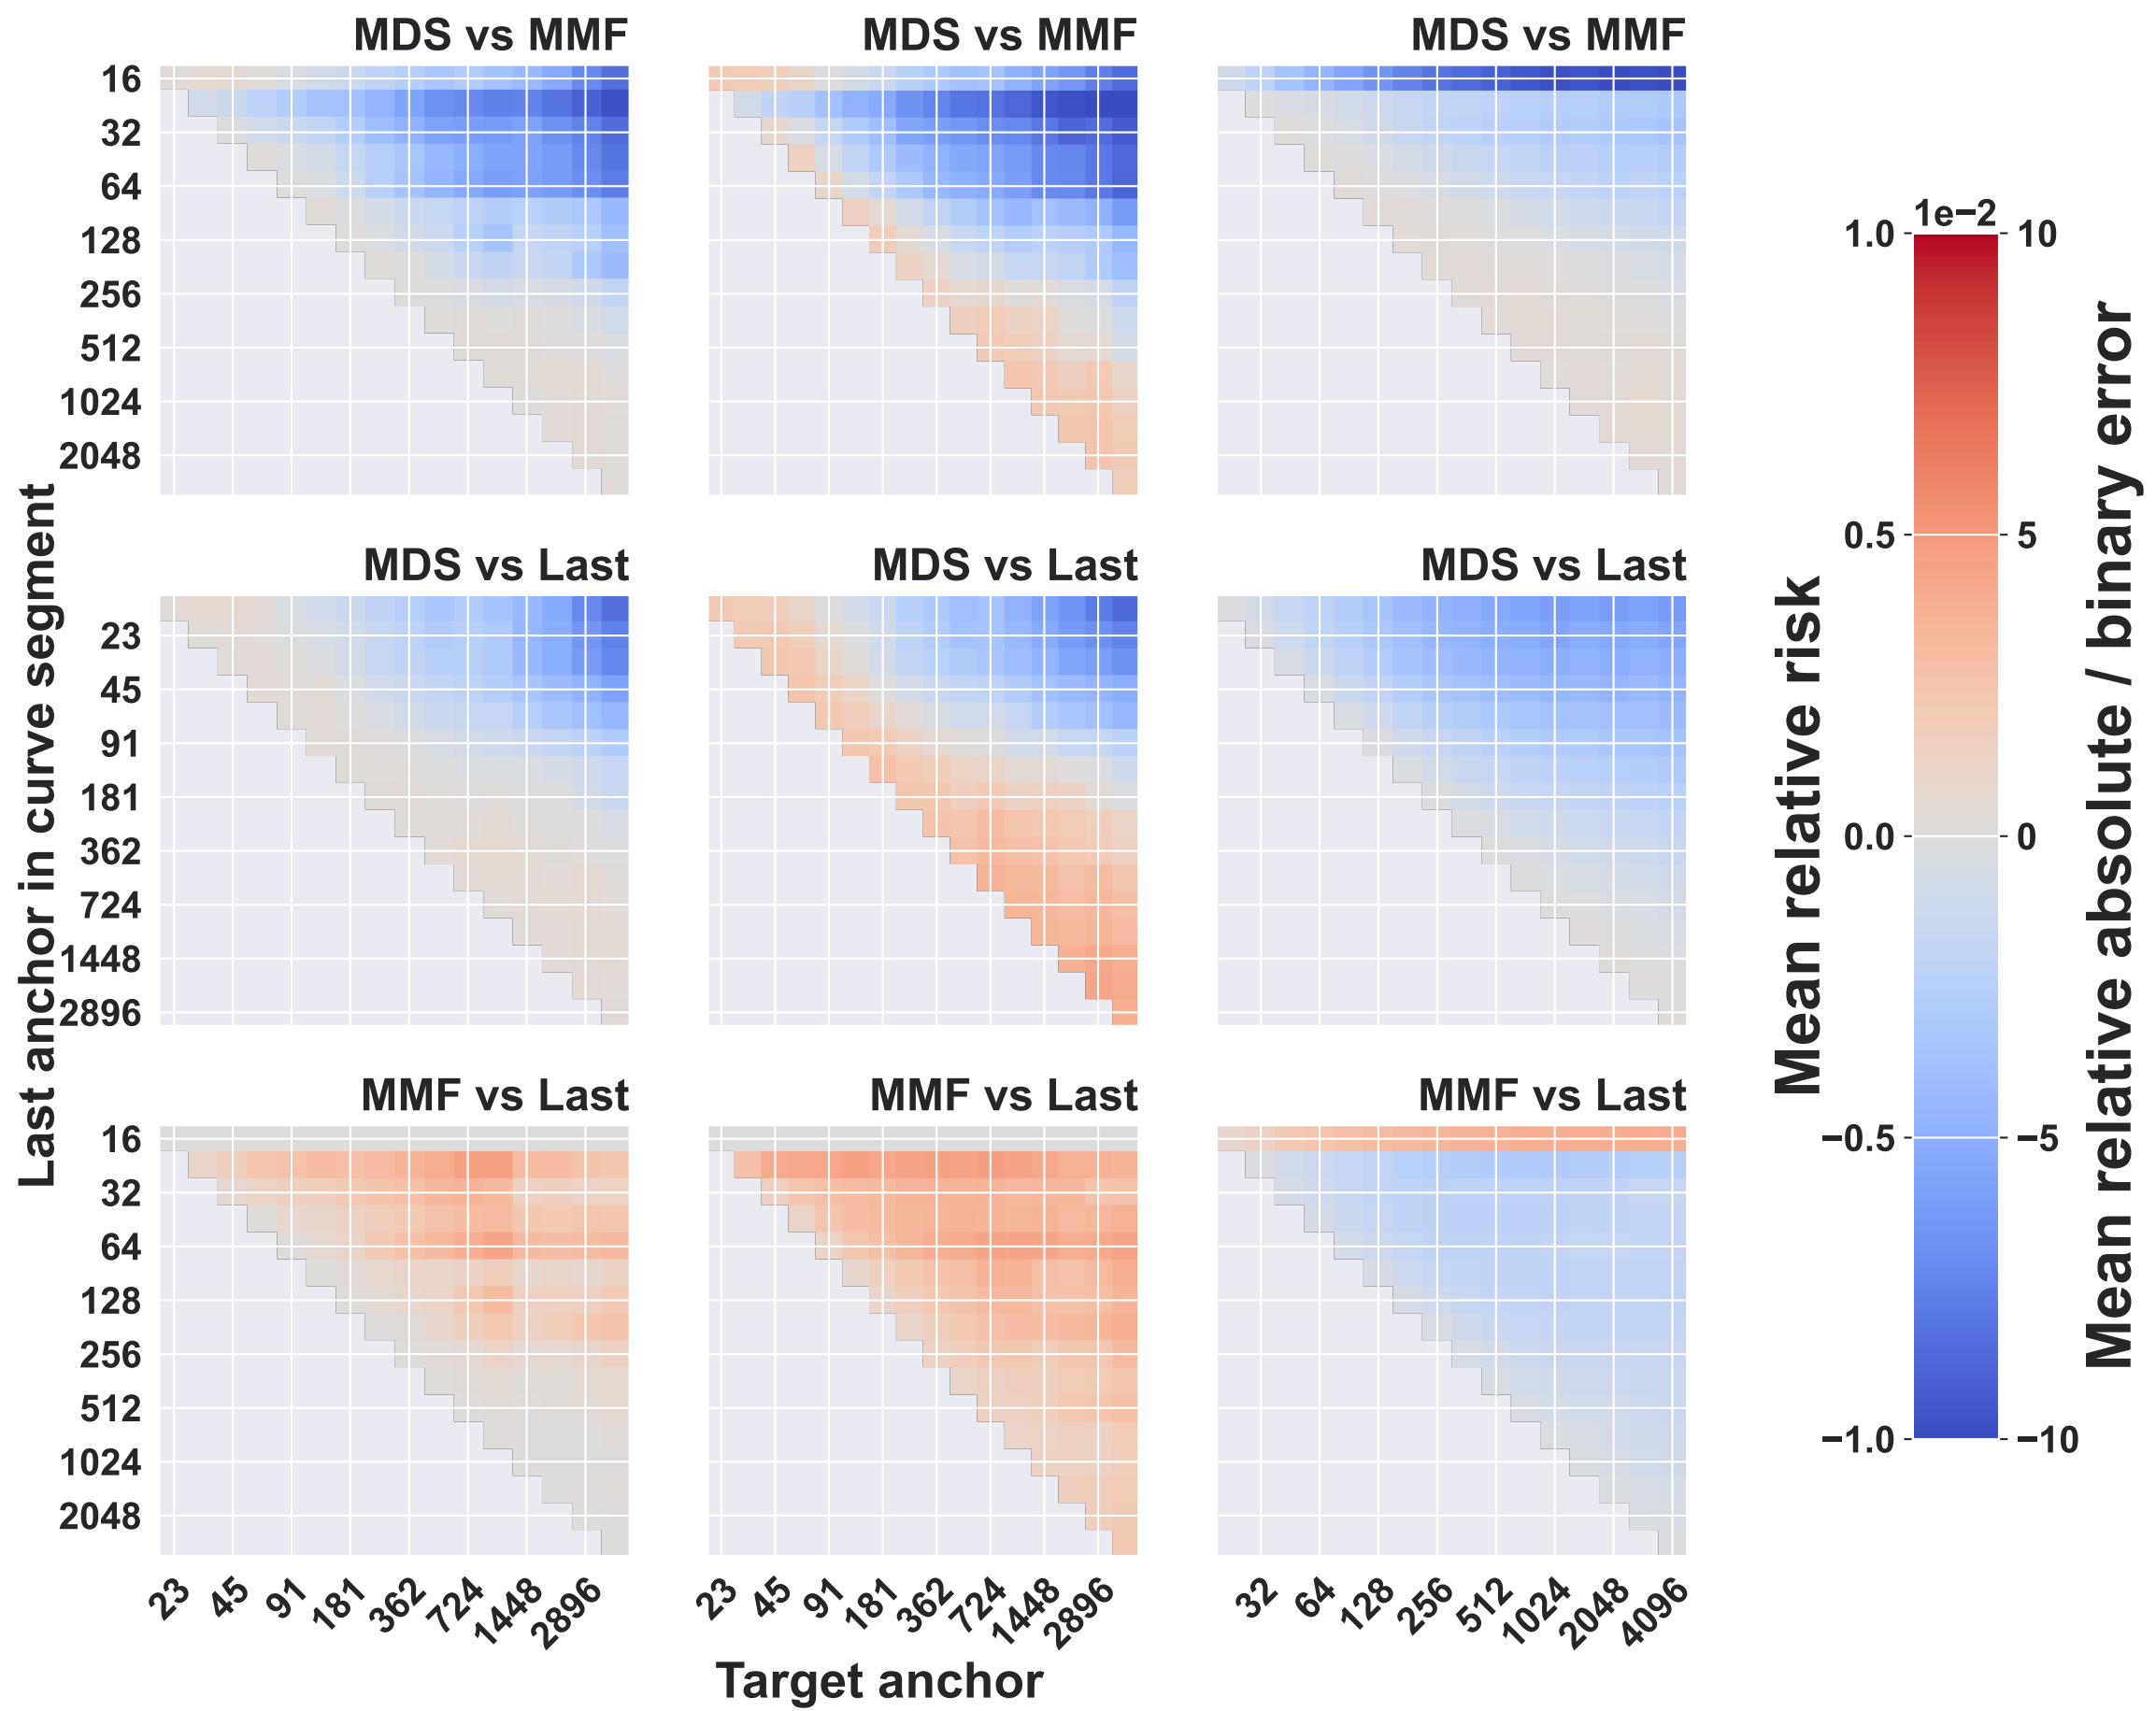 MDS vs MMF
MDS vs MMF
MDS vs MMF
16
32
64
128
256
512
1024
2048
MDS vs Last
MDS vs Last
MDS vs Last
23
45
91
181
362
724
1448
2896
MMF vs Last
MMF vs Last
MMF vs Last
16
32
64
128
256
512
1024
2048
23 45 91 181 362 724 1448 2896
23 45 91 181 362 724 1448 2896
32 64 128 256 512 1024 2048 4096
Target anchor
Last anchor in curve segment
Mean relative risk
1.0
0.5
0.0
−0.5
−1.0
1e−2
10
5
0
−5
−10
Mean relative absolute / binary error